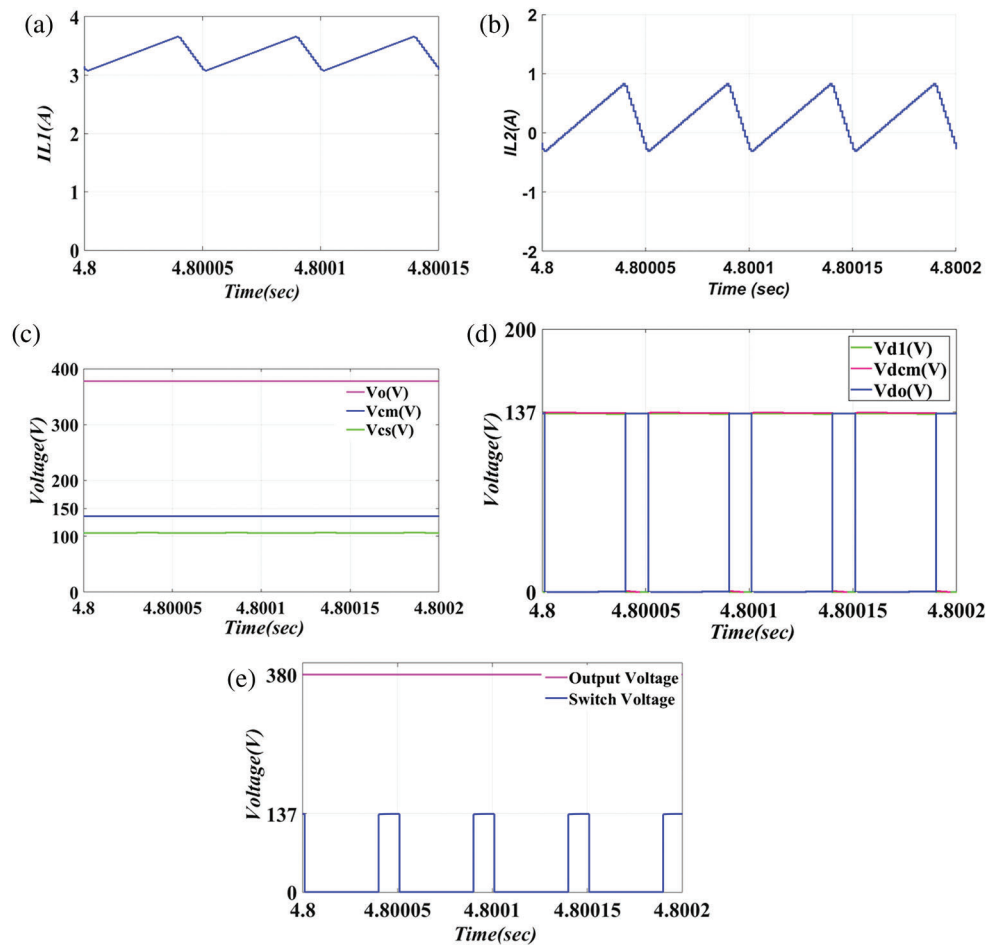 (a)
4
3
2
1
0
IL1(A)
4.8 4.80005 4.8001 4.80015
Time(sec)
(b)
2
1
0
-1
-2
IL2(A)
4.8 4.80005 4.8001 4.80015 4.8002
Time (sec)
(c)
400
300
200
150
100
0
Voltage(V)
Vo(V)
Vcm(V)
Vcs(V)
4.8 4.80005 4.8001 4.80015 4.8002
Time(sec)
(d)
200
137
0
Voltage(V)
Vd1(V)
Vdcm(V)
Vdo(V)
4.8 4.80005 4.8001 4.80015 4.8002
Time(sec)
(e)
380
137
0
Voltage(V)
Output Voltage
Switch Voltage
4.8 4.80005 4.8001 4.80015 4.8002
Time(sec)